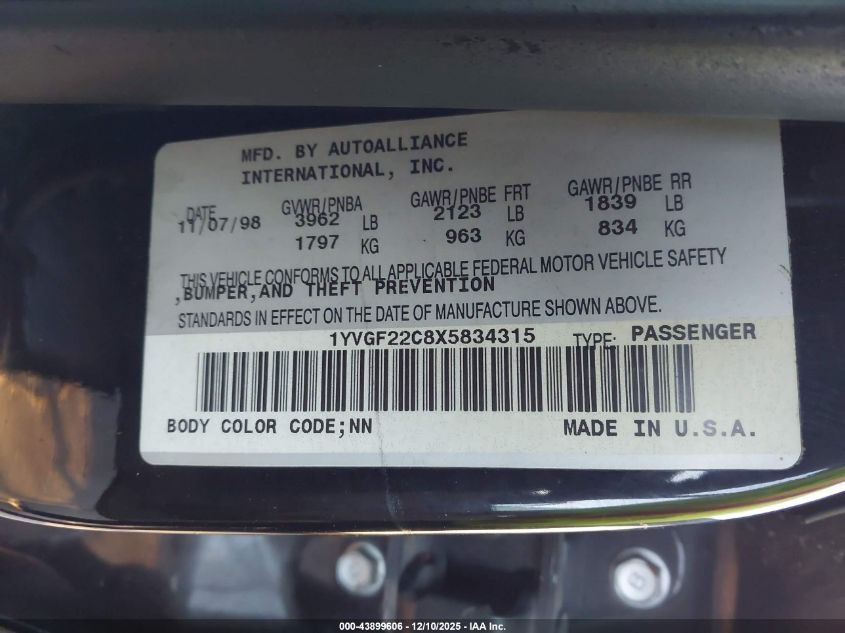 MFD. BY AUTOALLIANCE
INTERNATIONAL, INC.
DATE GVWR/PNBA GAWR/PNBE FRT GAWR/PNBE RR
11/07/98 3962 LB 2123 LB 1839 LB
1797 KG 963 KG 834 KG
THIS VEHICLE CONFORMS TO ALL APPLICABLE FEDERAL MOTOR VEHICLE SAFETY
,BUMPER,AND THEFT PREVENTION
STANDARDS IN EFFECT ON THE DATE OF MANUFACTURE SHOWN ABOVE.
1YVGF22C8X5834315 TYPE: PASSENGER
BODY COLOR CODE;NN MADE IN U.S.A.
8
000-43899606 - 12/10/2025 - IAA Inc.